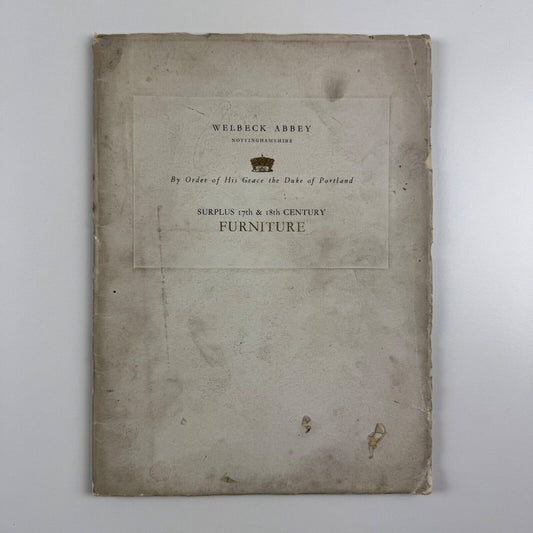 WELBECK ABBEY
NOTTINGHAMSHIRE
By Order of His Grace the Duke of Portland
SURPLUS 17th & 18th CENTURY
FURNITURE